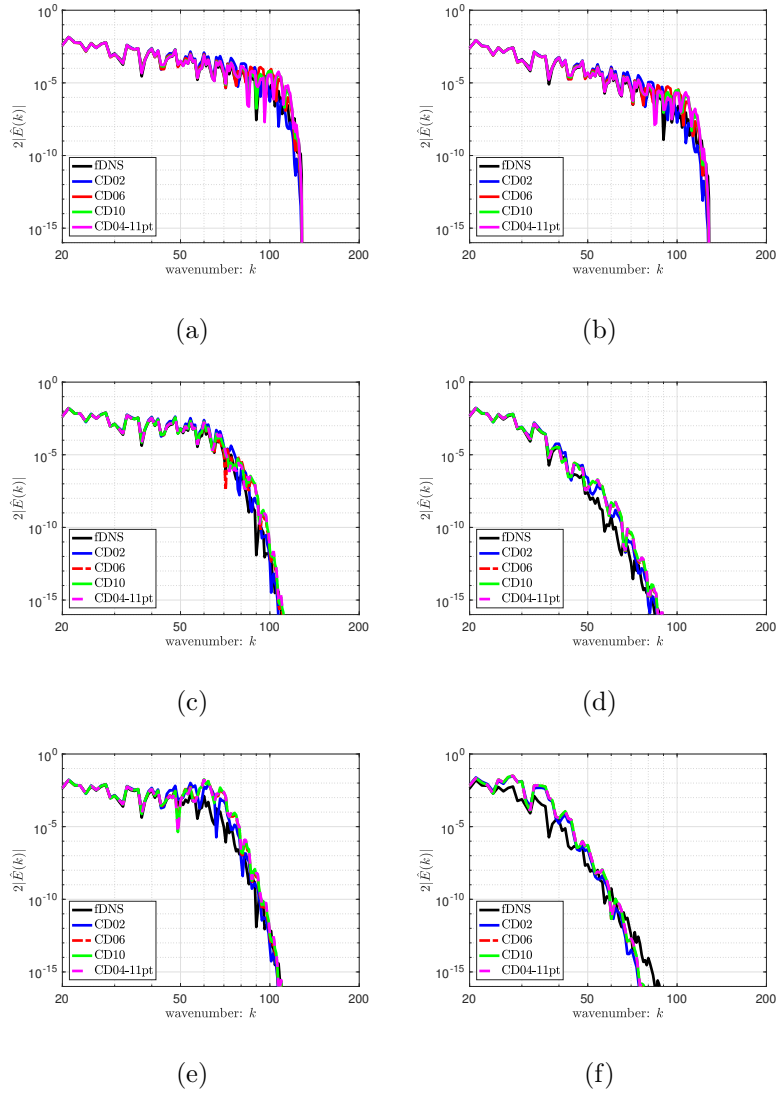 10^0
10^-5
10^-10
10^-15
2|Ê(k)|
fDNS
CD02
CD06
CD10
CD04-11pt
20 50 100 200
wavenumber: k
(a)
10^0
10^-5
10^-10
10^-15
2|Ê(k)|
fDNS
CD02
CD06
CD10
CD04-11pt
20 50 100 200
wavenumber: k
(b)
10^0
10^-5
10^-10
10^-15
2|Ê(k)|
fDNS
CD02
CD06
CD10
CD04-11pt
20 50 100 200
wavenumber: k
(c)
10^0
10^-5
10^-10
10^-15
2|Ê(k)|
fDNS
CD02
CD06
CD10
CD04-11pt
20 50 100 200
wavenumber: k
(d)
10^0
10^-5
10^-10
10^-15
2|Ê(k)|
fDNS
CD02
CD06
CD10
CD04-11pt
20 50 100 200
wavenumber: k
(e)
10^0
10^-5
10^-10
10^-15
2|Ê(k)|
fDNS
CD02
CD06
CD10
CD04-11pt
20 50 100 200
wavenumber: k
(f)